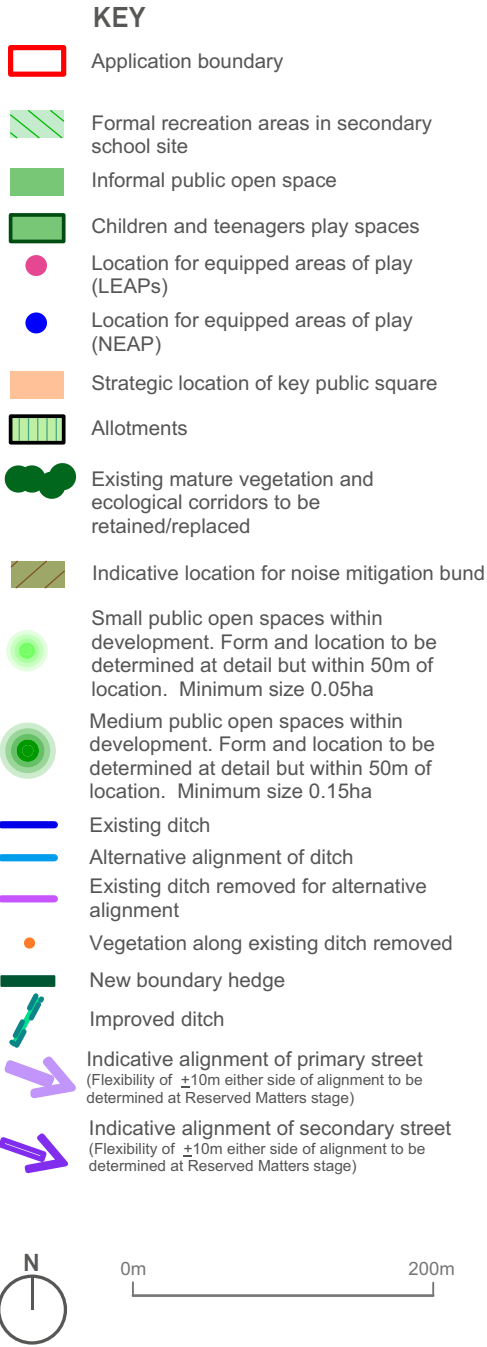 KEY
Application boundary
Formal recreation areas in secondary
school site
Informal public open space
Children and teenagers play spaces
Location for equipped areas of play
(LEAPs)
Location for equipped areas of play
(NEAP)
Strategic location of key public square
Allotments
Existing mature vegetation and
ecological corridors to be
retained/replaced
Indicative location for noise mitigation bund
Small public open spaces within
development. Form and location to be
determined at detail but within 50m of
location.  Minimum size 0.05ha
Medium public open spaces within
development. Form and location to be
determined at detail but within 50m of
location.  Minimum size 0.15ha
Existing ditch
Alternative alignment of ditch
Existing ditch removed for alternative
alignment
Vegetation along existing ditch removed
New boundary hedge
Improved ditch
Indicative alignment of primary street
(Flexibility of ±10m either side of alignment to be
determined at Reserved Matters stage)
Indicative alignment of secondary street
(Flexibility of ±10m either side of alignment to be
determined at Reserved Matters stage)
N
0m 200m